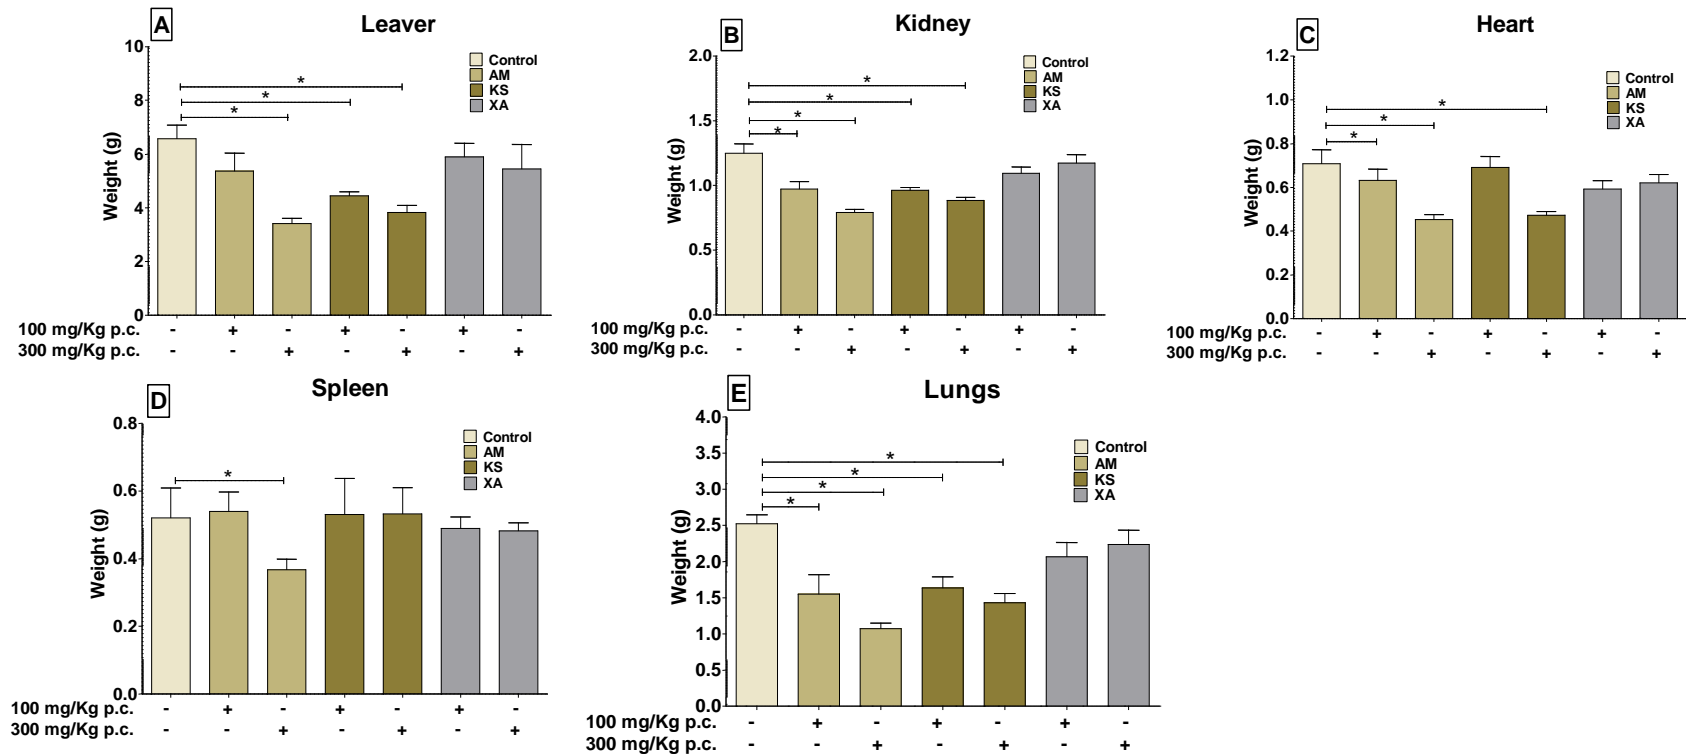 A
Leaver
Weight (g)
10
8
6
4
2
0
Control
AM
KS
XA
*
*
*
100 mg/Kg p.c. - + - + - + -
300 mg/Kg p.c. - - + - + - +
B
Kidney
Weight (g)
2.0
1.5
1.0
0.5
0.0
Control
AM
KS
XA
*
*
*
*
100 mg/Kg p.c. - + - + - + -
300 mg/Kg p.c. - - + - + - +
C
Heart
Weight (g)
1.2
1.0
0.8
0.6
0.4
0.2
0.0
Control
AM
KS
XA
*
*
*
100 mg/Kg p.c. - + - + - + -
300 mg/Kg p.c. - - + - + - +
D
Spleen
Weight (g)
0.8
0.6
0.4
0.2
0.0
Control
AM
KS
XA
*
100 mg/Kg p.c. - + - + - + -
300 mg/Kg p.c. - - + - + - +
E
Lungs
Weight (g)
4.0
3.5
3.0
2.5
2.0
1.5
1.0
0.5
0.0
Control
AM
KS
XA
*
*
*
*
100 mg/Kg p.c. - + - + - + -
300 mg/Kg p.c. - - + - + - +